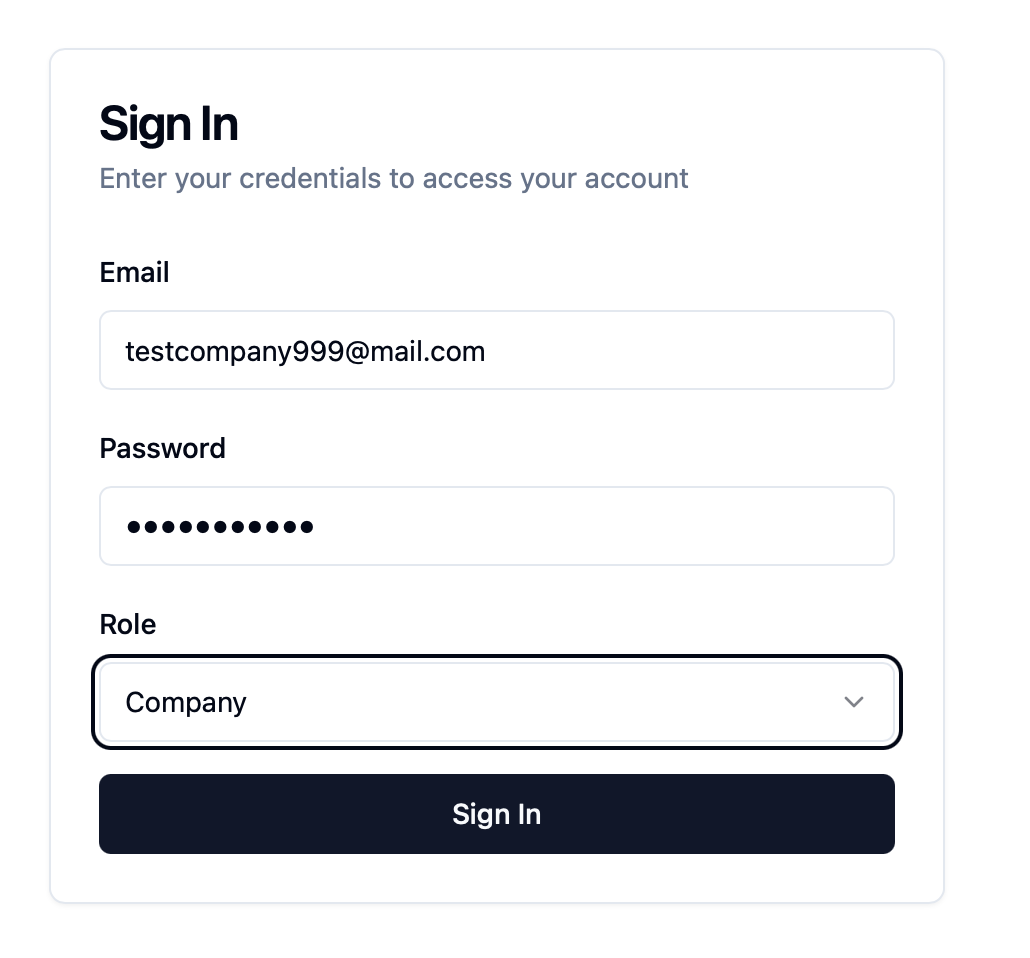 Sign In
Enter your credentials to access your account
Email
testcompany999@mail.com
Password
•••••••••••
Role
Company
Sign In